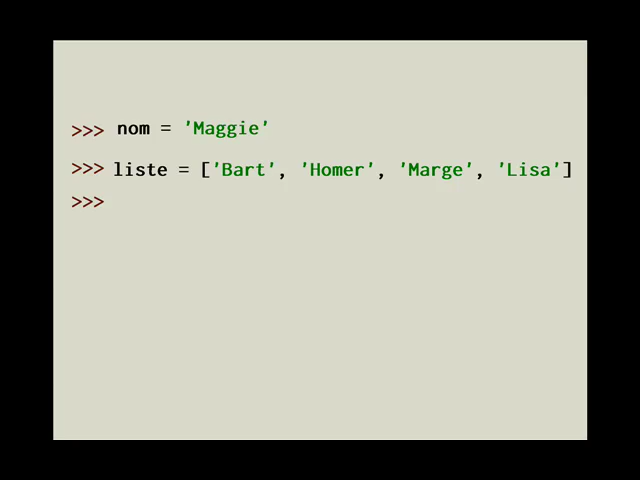 >>> nom = 'Maggie'
>>> liste = ['Bart', 'Homer', 'Marge', 'Lisa']
>>>